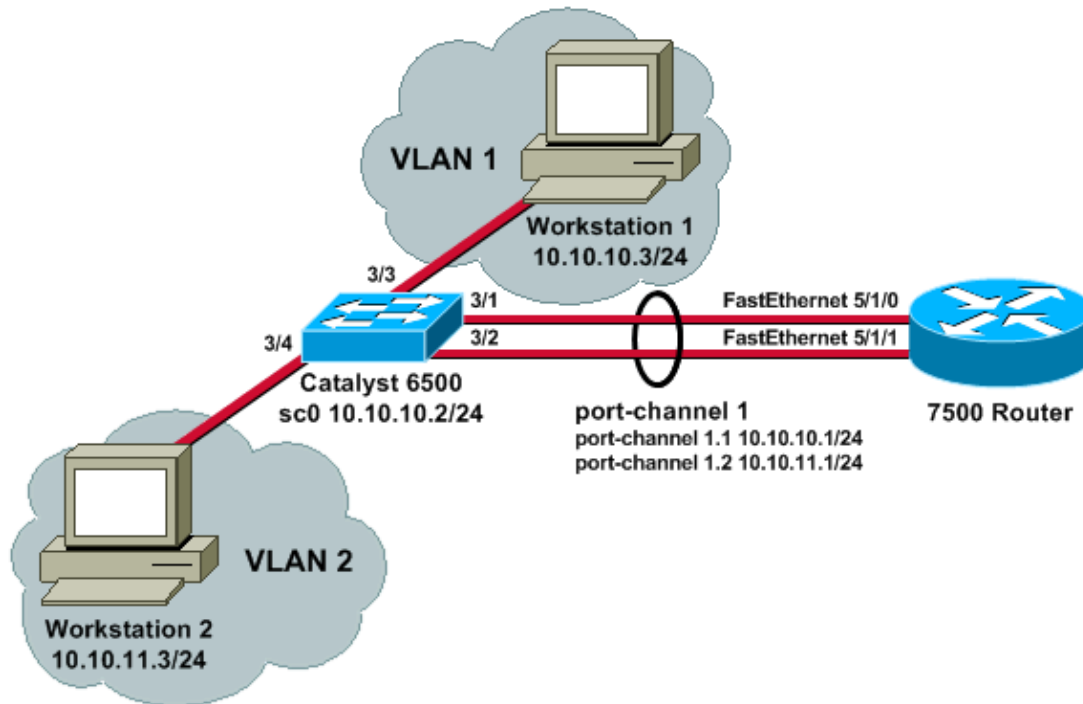 VLAN 1
Workstation 1
10.10.10.3/24
3/3
3/1
FastEthernet 5/1/0
3/4
3/2
FastEthernet 5/1/1
Catalyst 6500
sc0 10.10.10.2/24
port-channel 1
port-channel 1.1 10.10.10.1/24
port-channel 1.2 10.10.11.1/24
7500 Router
VLAN 2
Workstation 2
10.10.11.3/24